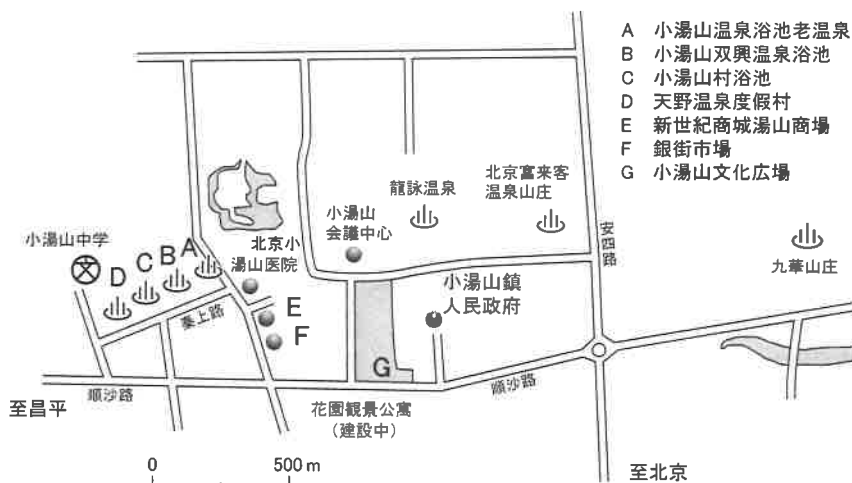 A 小湯山温泉浴池老温泉
B 小湯山双興温泉浴池
C 小湯山村浴池
D 天野温泉度假村
E 新世紀商城湯山商場
F 銀街市場
G 小湯山文化広場
龍詠温泉
北京富来客
温泉山庄
小湯山
会議中心
安四路
九華山庄
小湯山中学
北京小
湯山医院
A
B
C
D
小湯山鎮
人民政府
E
F
秦上路
G
順沙路
順沙路
至昌平
花園観景公寓
(建設中)
0 500 m
至北京